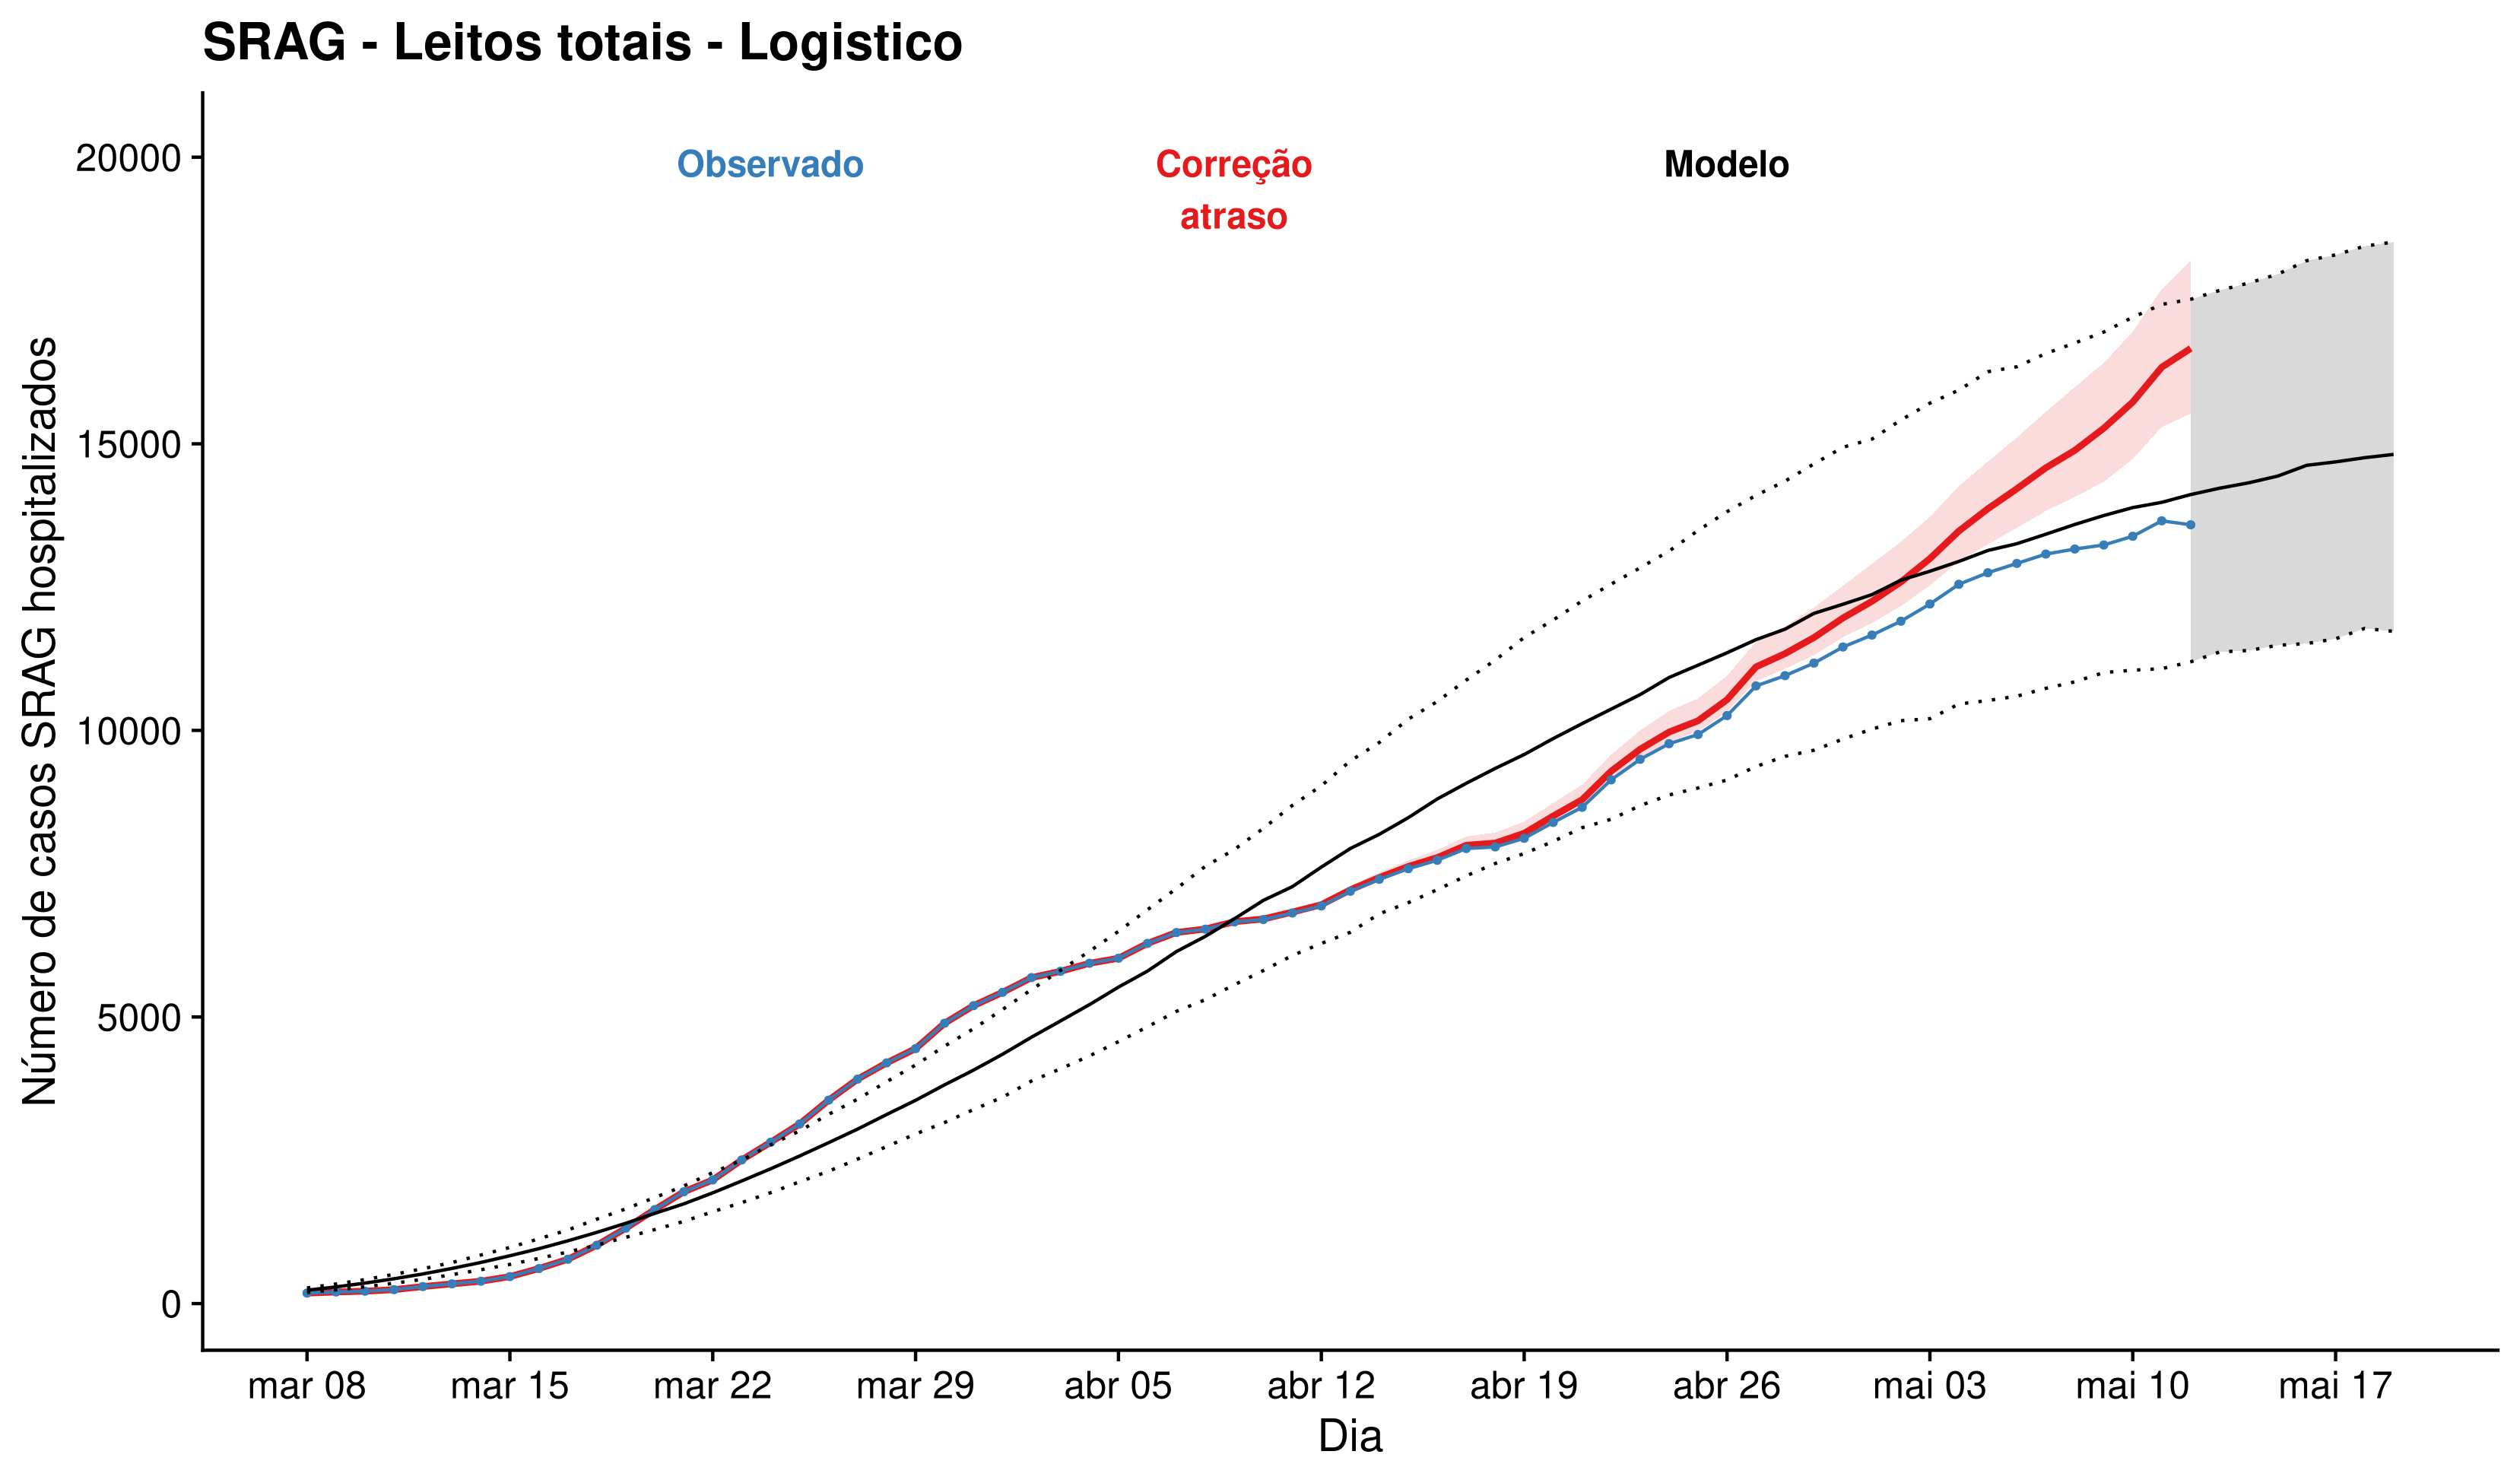 SRAG - Leitos totais - Logistico
Observado
Correção
atraso
Modelo
Número de casos SRAG hospitalizados
20000
15000
10000
5000
0
mar 08
mar 15
mar 22
mar 29
abr 05
abr 12
abr 19
abr 26
mai 03
mai 10
mai 17
Dia